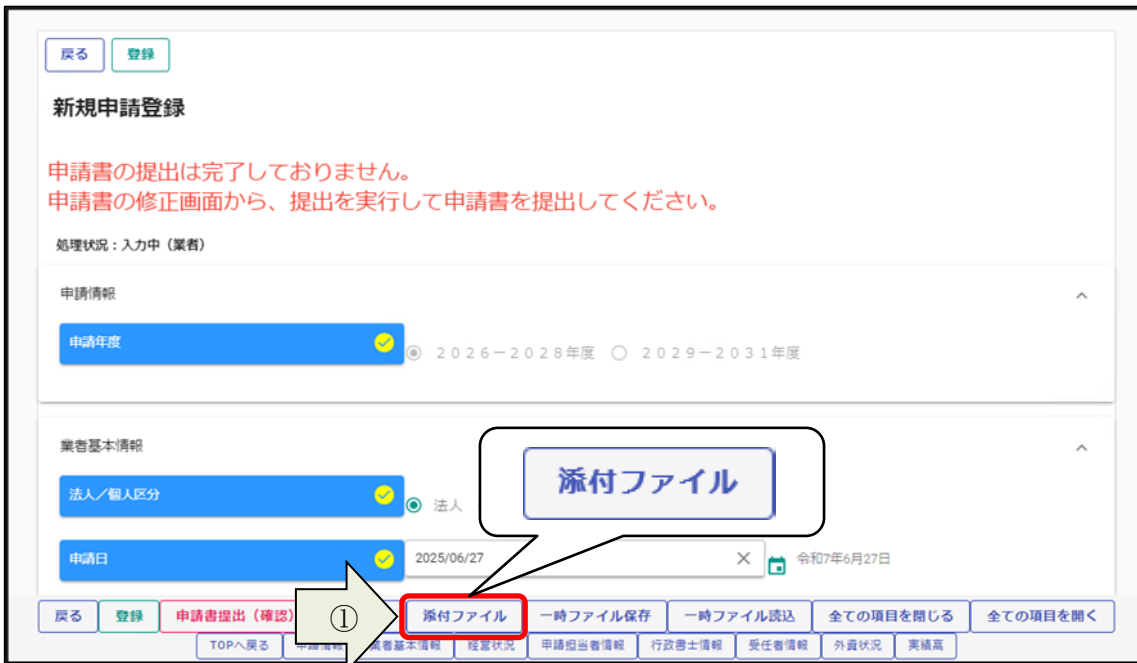 戻る 登録
新規申請登録
申請書の提出は完了しておりません。
申請書の修正画面から、提出を実行して申請書を提出してください。
処理状況：入力中（業者）
申請情報
申請年度 ２０２６－２０２８年度 ２０２９－２０３１年度
業者基本情報
添付ファイル
法人／個人区分 法人
申請日 2025/06/27 令和7年6月27日
戻る 登録 申請書提出（確認） ① 添付ファイル 一時ファイル保存 一時ファイル読込 全ての項目を閉じる 全ての項目を開く
TOPへ戻る 申請情報 業者基本情報 経営状況 申請担当者情報 行政書士情報 受任者情報 外資状況 実績高